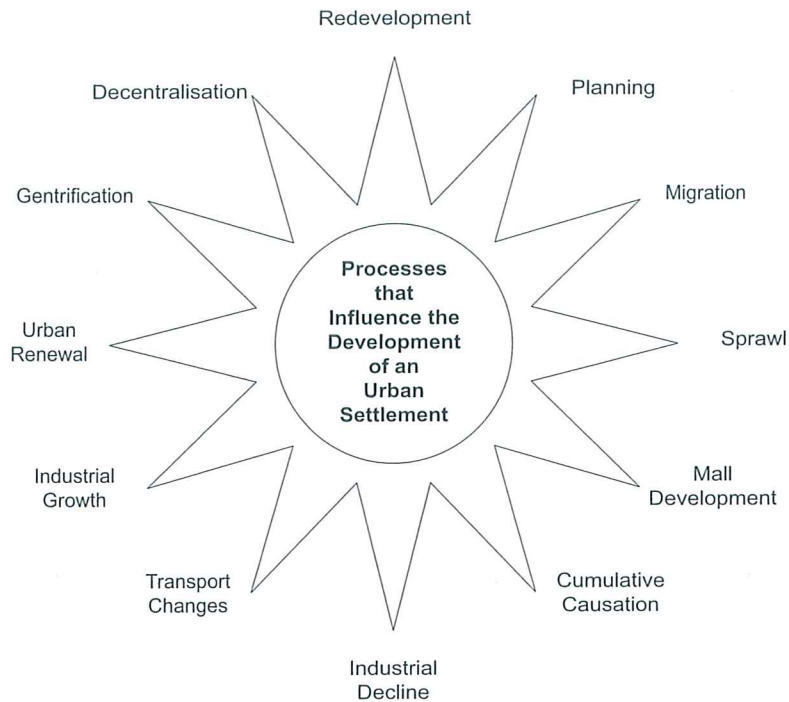 Redevelopment
Decentralisation
Planning
Gentrification
Migration
Processes
that
Influence the
Development
of an
Urban
Settlement
Urban
Renewal
Sprawl
Industrial
Growth
Mall
Development
Transport
Changes
Cumulative
Causation
Industrial
Decline